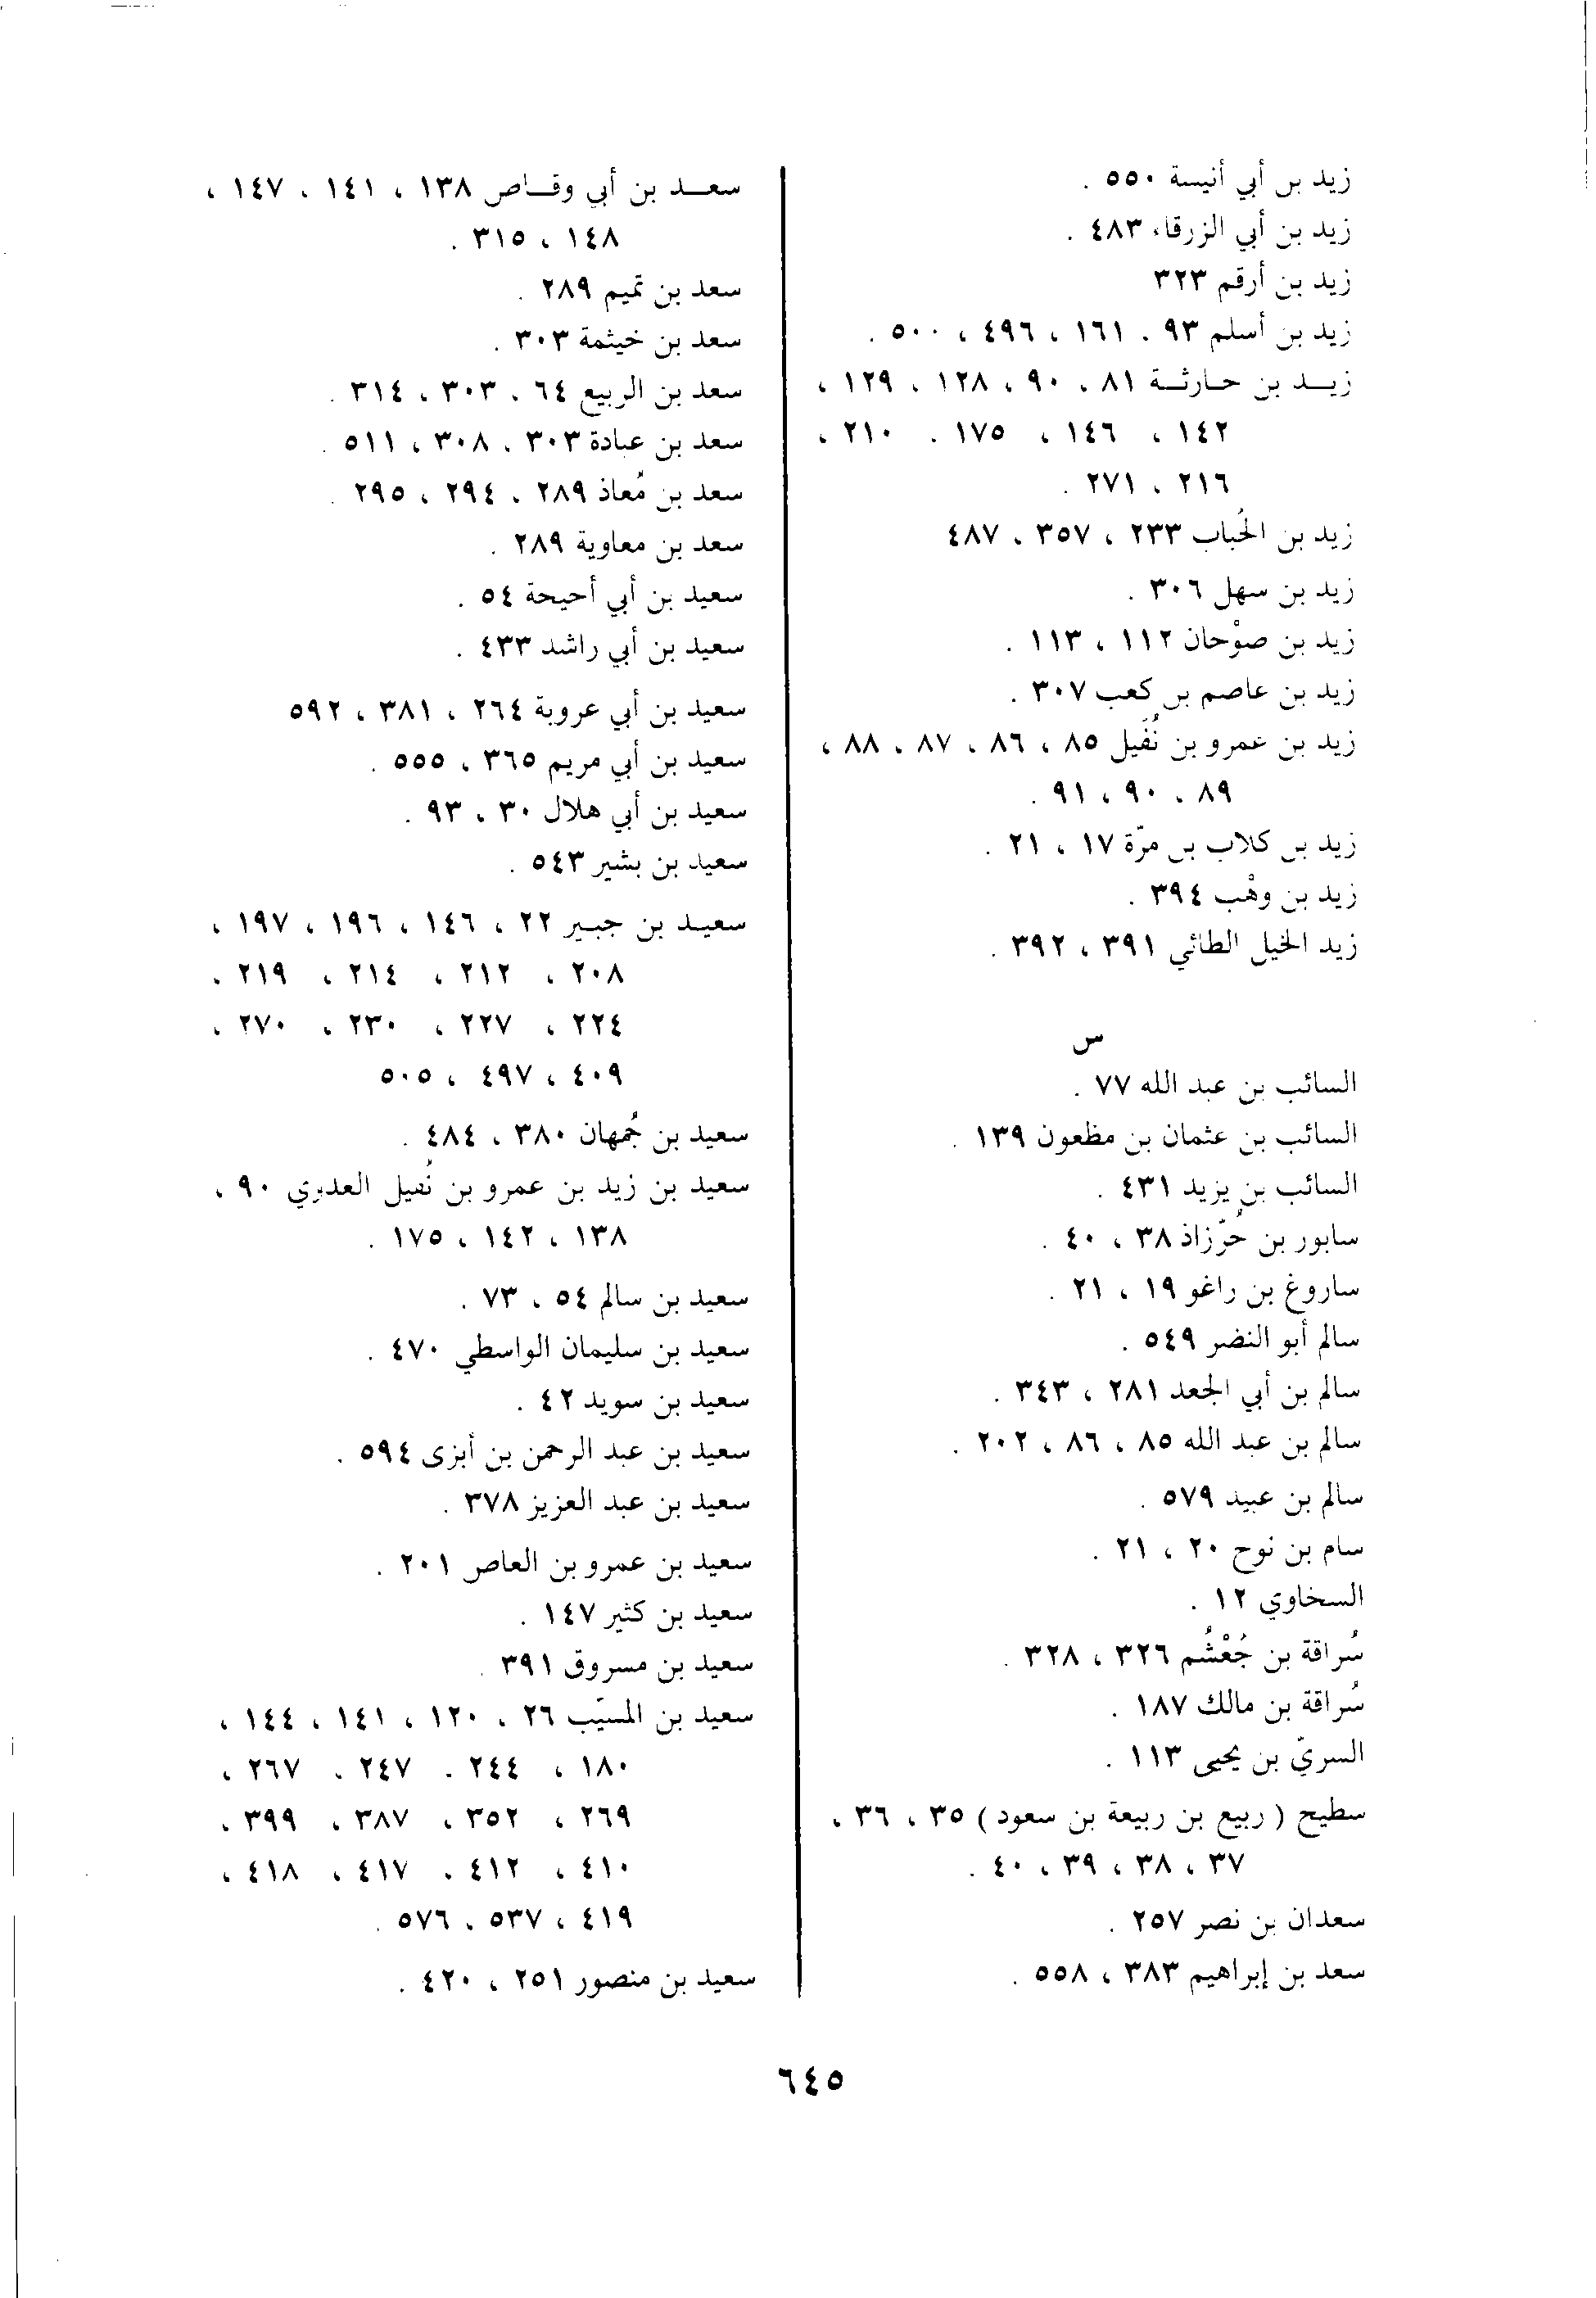 زيد بن أبي أنيسة ٥٥٠ .
زيد بن أبي الزرقاء ٤٨٣ .
زيد بن أرقم ٣٢٣
زيد بن أسلم ٩٣ ، ١٦١ ، ٤٩٦ ، ٥٠٠ .
زيد بن حارثة ٨١ ، ٩٠ ، ١٢٨ ، ١٢٩ ،
١٤٢ ، ١٤٦ ، ١٧٥ ، ٢١٠ ،
٢١٦ ، ٢٧١ .
زيد بن الحُباب ٢٣٣ ، ٣٥٧ ، ٤٨٧
زيد بن سهل ٣٠٦ .
زيد بن صوْحان ١١٢ ، ١١٣ .
زيد بن عاصم بن كعب ٣٠٧ .
زيد بن عمرو بن نُفَيل ٨٥ ، ٨٦ ، ٨٧ ، ٨٨ ،
٨٩ ، ٩٠ ، ٩١ .
زيد بن كلاب بن مرّة ١٧ ، ٢١ .
زيد بن وهْب ٣٩٤ .
زيد الخيل الطائي ٣٩١ ، ٣٩٢ .
س
السائب بن عبد الله ٧٧ .
السائب بن عثمان بن مظعون ١٣٩ .
السائب بن يزيد ٤٣١ .
سابور بن خُرّزاذ ٣٨ ، ٤٠ .
ساروغ بن راغو ١٩ ، ٢١ .
سالم أبو النضر ٥٤٩ .
سالم بن أبي الجعد ٢٨١ ، ٣٤٣ .
سالم بن عبد الله ٨٥ ، ٨٦ ، ٢٠٢ .
سالم بن عبيد ٥٧٩ .
سام بن نوح ٢٠ ، ٢١ .
السخاوي ١٢ .
سُراقة بن جُعْشُم ٣٢٦ ، ٣٢٨ .
سُراقة بن مالك ١٨٧ .
السريّ بن يحيى ١١٣ .
سطيح ( ربيع بن ربيعة بن سعود ) ٣٥ ، ٣٦ ،
٣٧ ، ٣٨ ، ٣٩ ، ٤٠ .
سعدان بن نصر ٢٥٧ .
سعد بن إبراهيم ٣٨٣ ، ٥٥٨ .
سعد بن أبي وقاص ١٣٨ ، ١٤١ ، ١٤٧ ،
١٤٨ ، ٣١٥ .
سعد بن تميم ٢٨٩ .
سعد بن خيثمة ٣٠٣ .
سعد بن الربيع ٦٤ ، ٣٠٣ ، ٣١٤ .
سعد بن عبادة ٣٠٣ ، ٣٠٨ ، ٥١١ .
سعد بن مُعاذ ٢٨٩ ، ٢٩٤ ، ٢٩٥ .
سعد بن معاوية ٢٨٩ .
سعيد بن أبي أحيحة ٥٤ .
سعيد بن أبي راشد ٤٣٣ .
سعيد بن أبي عروبة ٢٦٤ ، ٣٨١ ، ٥٩٢
سعيد بن أبي مريم ٣٦٥ ، ٥٥٥ .
سعيد بن أبي هلال ٣٠ ، ٩٣ .
سعيد بن بشير ٥٤٣ .
سعيد بن جبير ٢٢ ، ١٤٦ ، ١٩٦ ، ١٩٧ ،
٢٠٨ ، ٢١٢ ، ٢١٤ ، ٢١٩ ،
٢٢٤ ، ٢٢٧ ، ٢٣٠ ، ٢٧٠ ،
٤٠٩ ، ٤٩٧ ، ٥٠٥
سعيد بن جُمهان ٣٨٠ ، ٤٨٤ .
سعيد بن زيد بن عمرو بن نُفيل العدوي ٩٠ ،
١٣٨ ، ١٤٢ ، ١٧٥ .
سعيد بن سالم ٥٤ ، ٧٣ .
سعيد بن سليمان الواسطي ٤٧٠ .
سعيد بن سويد ٤٢ .
سعيد بن عبد الرحمن بن أبزى ٥٩٤ .
سعيد بن عبد العزيز ٣٧٨ .
سعيد بن عمرو بن العاص ٢٠١ .
سعيد بن كثير ١٤٧ .
سعيد بن مسروق ٣٩١ .
سعيد بن المسيّب ٢٦ ، ١٢٠ ، ١٤١ ، ١٤٤ ،
١٨٠ ، ٢٤٤ ، ٢٤٧ ، ٢٦٧ ،
٢٦٩ ، ٣٥٢ ، ٣٨٧ ، ٣٩٩ ،
٤١٠ ، ٤١٢ ، ٤١٧ ، ٤١٨ ،
٤١٩ ، ٥٣٧ ، ٥٧٦ .
سعيد بن منصور ٢٥١ ، ٤٢٠ .
٦٤٥